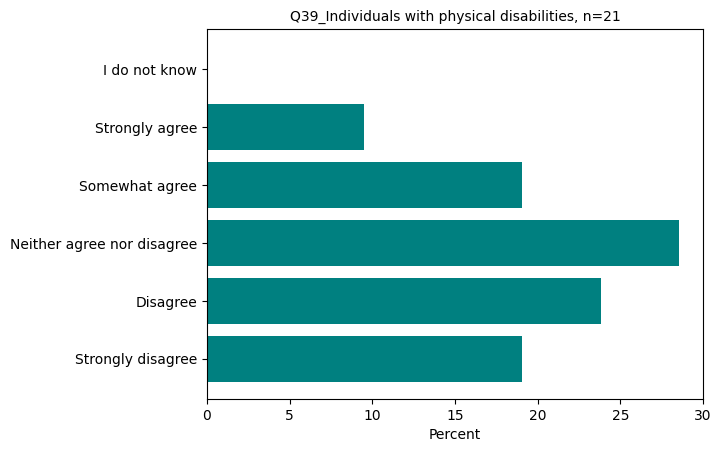 Q39_Individuals with physical disabilities, n=21
I do not know
Strongly agree
Somewhat agree
Neither agree nor disagree
Disagree
Strongly disagree
0 5 10 15 20 25 30
Percent